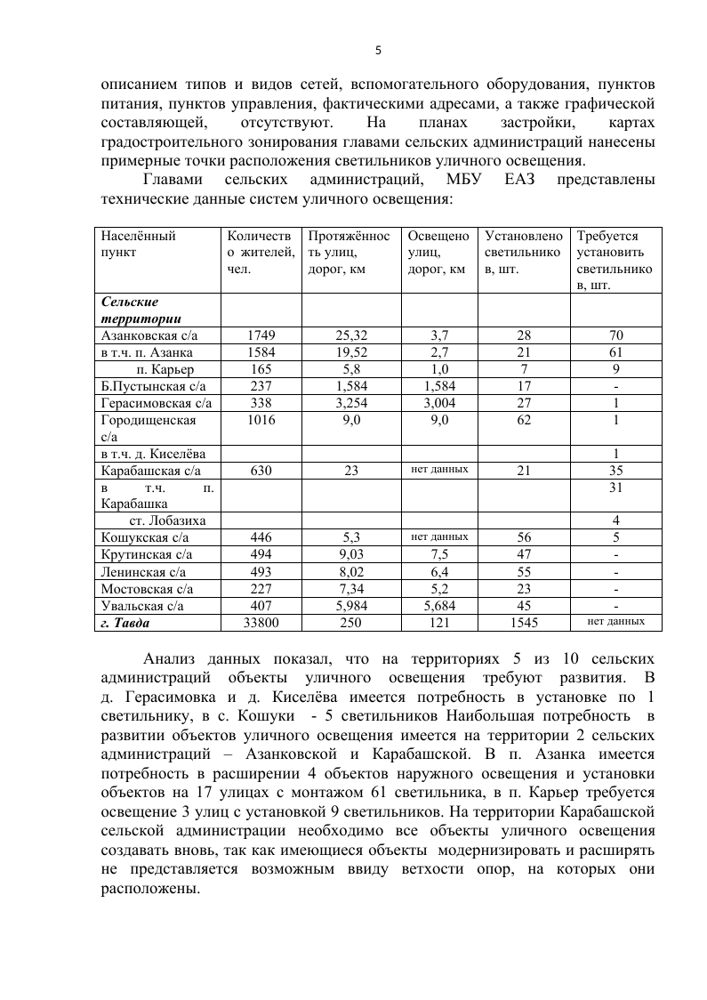 5
описанием типов и видов сетей, вспомогательного оборудования, пунктов
питания, пунктов управления, фактическими адресами, а также графической
составляющей, отсутствуют. На планах застройки, картах
градостроительного зонирования главами сельских администраций нанесены
примерные точки расположения светильников уличного освещения.
Главами сельских администраций, МБУ ЕАЗ представлены
технические данные систем уличного освещения:
Населённый пункт | Количество жителей, чел. | Протяжённость улиц, дорог, км | Освещено улиц, дорог, км | Установлено светильников, шт. | Требуется установить светильников, шт.
Сельские территории
Азанковская с/а 1749 25,32 3,7 28 70
в т.ч. п. Азанка 1584 19,52 2,7 21 61
п. Карьер 165 5,8 1,0 7 9
Б.Пустынская с/а 237 1,584 1,584 17 -
Герасимовская с/а 338 3,254 3,004 27 1
Городищенская с/а 1016 9,0 9,0 62 1
в т.ч. д. Киселёва 1
Карабашская с/а 630 23 нет данных 21 35
в т.ч. п. Карабашка 31
ст. Лобазиха 4
Кошукская с/а 446 5,3 нет данных 56 5
Крутинская с/а 494 9,03 7,5 47 -
Ленинская с/а 493 8,02 6,4 55 -
Мостовская с/а 227 7,34 5,2 23 -
Увальская с/а 407 5,984 5,684 45 -
г. Тавда 33800 250 121 1545 нет данных
Анализ данных показал, что на территориях 5 из 10 сельских
администраций объекты уличного освещения требуют развития. В
д. Герасимовка и д. Киселёва имеется потребность в установке по 1
светильнику, в с. Кошуки - 5 светильников Наибольшая потребность в
развитии объектов уличного освещения имеется на территории 2 сельских
администраций – Азанковской и Карабашской. В п. Азанка имеется
потребность в расширении 4 объектов наружного освещения и установки
объектов на 17 улицах с монтажом 61 светильника, в п. Карьер требуется
освещение 3 улиц с установкой 9 светильников. На территории Карабашской
сельской администрации необходимо все объекты уличного освещения
создавать вновь, так как имеющиеся объекты модернизировать и расширять
не представляется возможным ввиду ветхости опор, на которых они
расположены.